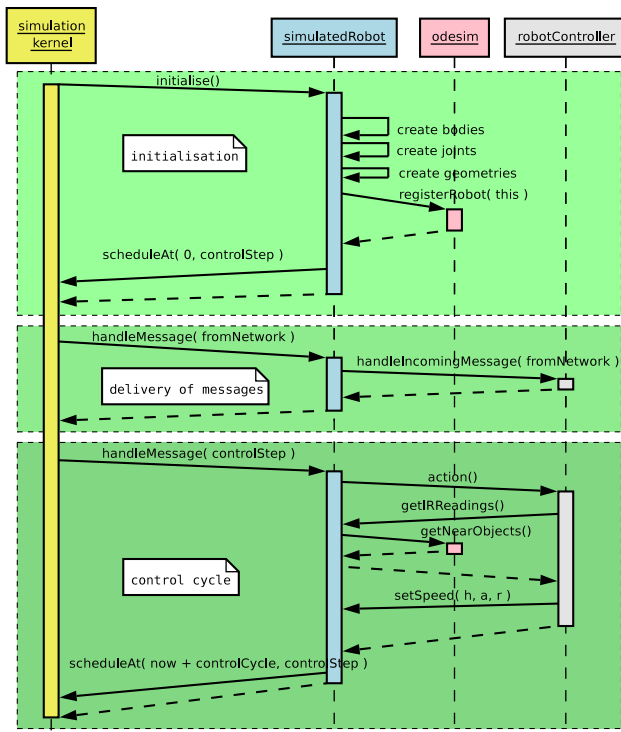 simulation
kernel
simulatedRobot
odesim
robotController
initialise()
create bodies
initialisation
create joints
create geometries
registerRobot( this )
scheduleAt( 0, controlStep )
handleMessage( fromNetwork )
handleIncomingMessage( fromNetwork)
delivery of messages
handleMessage( controlStep )
action()
getIRReadings()
getNearObjects()
control cycle
setSpeed( h, a, r )
scheduleAt( now + controlCycle, controlStep )